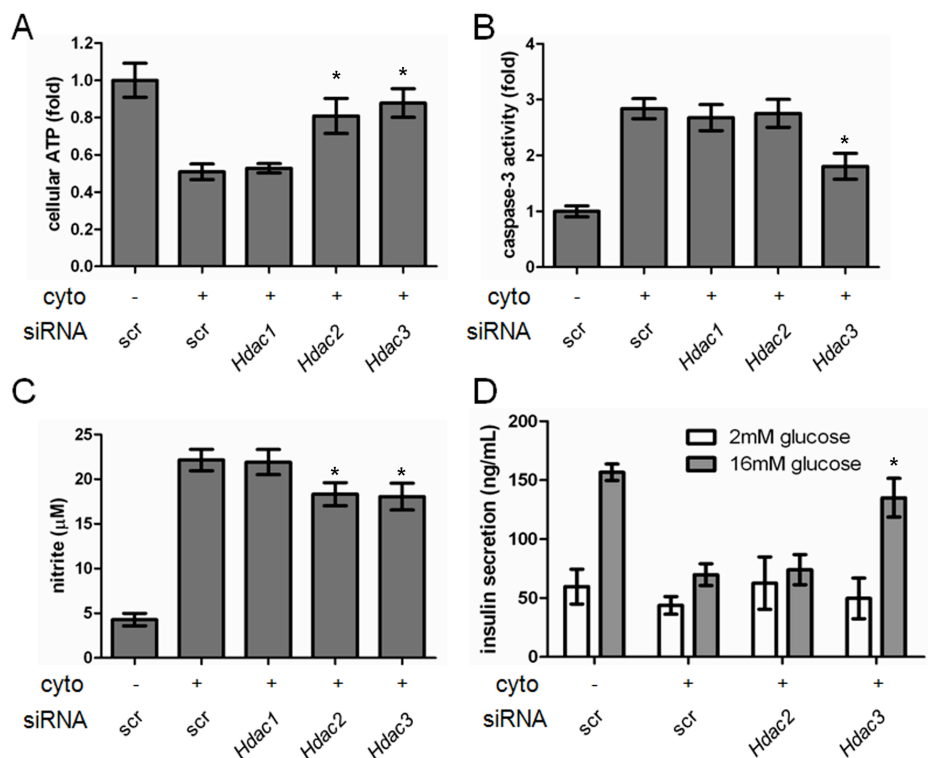 A
cellular ATP (fold)
1.2
1.0
0.8
0.6
0.4
0.2
0.0
* *
cyto - + + + +
siRNA scr scr Hdac1 Hdac2 Hdac3
B
caspase-3 activity (fold)
4
3
2
1
0
*
- + + + +
scr scr Hdac1 Hdac2 Hdac3
C
nitrite (µM)
25
20
15
10
5
0
* *
cyto - + + + +
siRNA scr scr Hdac1 Hdac2 Hdac3
D
insulin secretion (ng/mL)
200
150
100
50
0
2mM glucose
16mM glucose
*
cyto - + + +
siRNA scr scr Hdac2 Hdac3